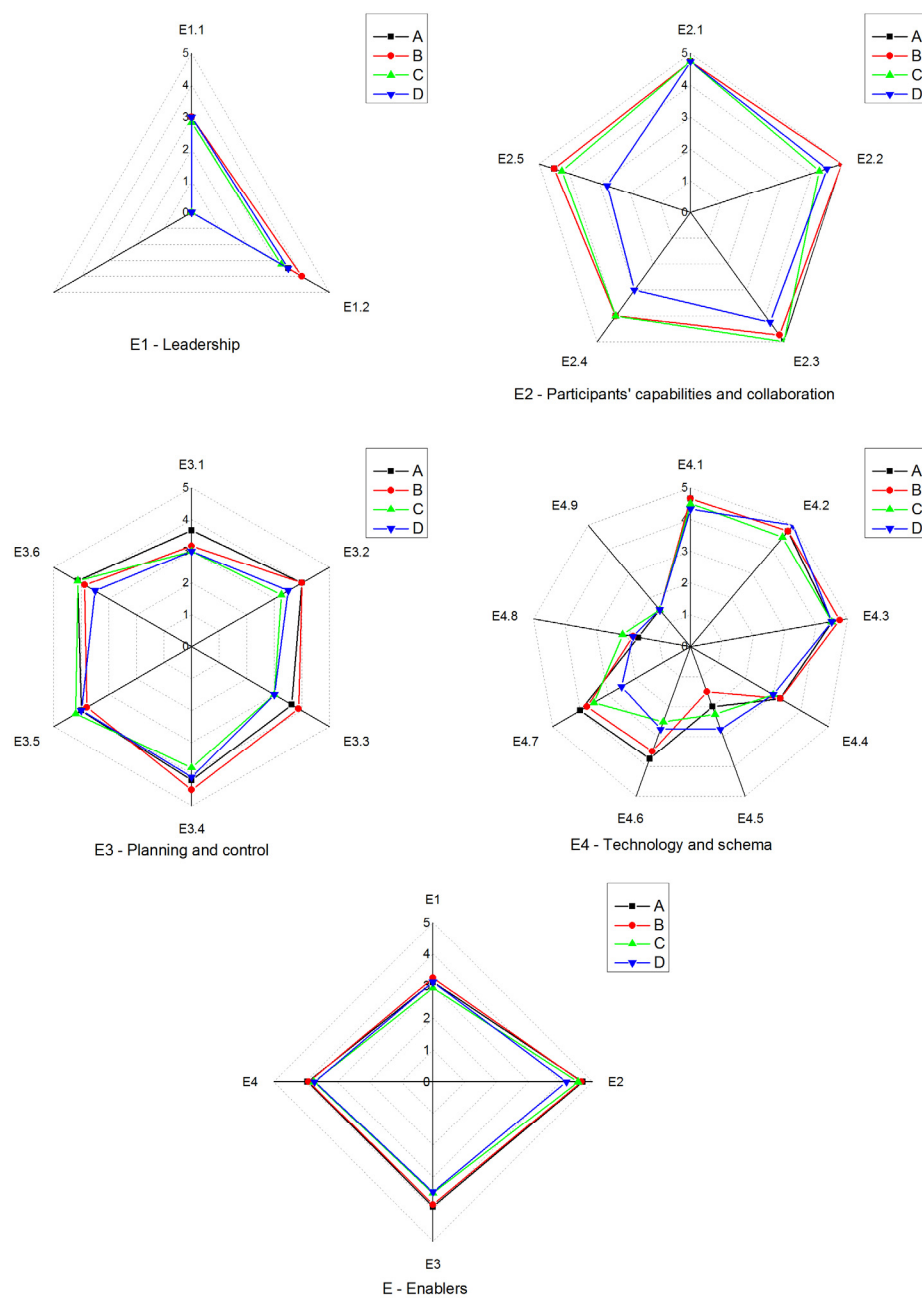 E1.1
5
4
3
2
1
0
E1.2
A
B
C
D
E1 - Leadership
E2.1
5
4
3
2
1
0
E2.5
E2.2
E2.4
E2.3
A
B
C
D
E2 - Participants' capabilities and collaboration
E3.1
5
4
3
2
1
0
E3.6
E3.2
E3.5
E3.3
E3.4
A
B
C
D
E3 - Planning and control
E4.1
5
4
3
2
1
0
E4.9
E4.2
E4.8
E4.3
E4.7
E4.4
E4.6
E4.5
A
B
C
D
E4 - Technology and schema
E1
5
4
3
2
1
0
E4
E2
E3
A
B
C
D
E - Enablers